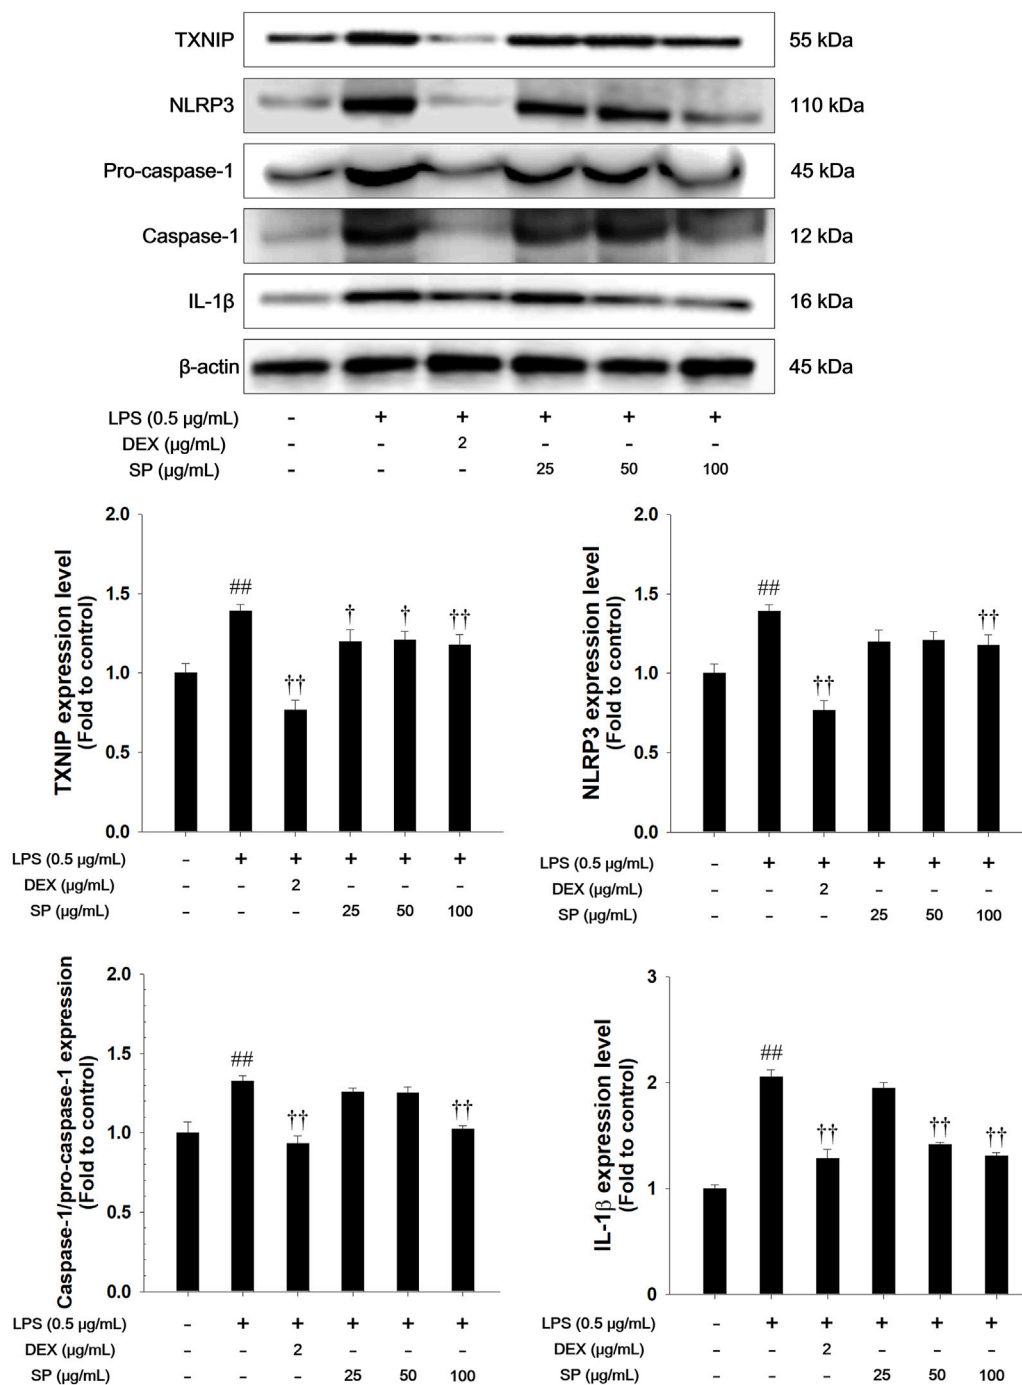 TXNIP 55 kDa
NLRP3 110 kDa
Pro-caspase-1 45 kDa
Caspase-1 12 kDa
IL-1β 16 kDa
β-actin 45 kDa
LPS (0.5 µg/mL) - + + + + +
DEX (µg/mL) - - 2 - - -
SP (µg/mL) - - - 25 50 100
TXNIP expression level
(Fold to control)
2.0
1.5
1.0
0.5
0.0
## †† † † ††
LPS (0.5 µg/mL) - + + + + +
DEX (µg/mL) - - 2 - - -
SP (µg/mL) - - - 25 50 100
NLRP3 expression level
(Fold to control)
2.0
1.5
1.0
0.5
0.0
## †† ††
LPS (0.5 µg/mL) - + + + + +
DEX (µg/mL) - - 2 - - -
SP (µg/mL) - - - 25 50 100
Caspase-1/pro-caspase-1 expression
(Fold to control)
2.0
1.5
1.0
0.5
0.0
## †† ††
LPS (0.5 µg/mL) - + + + + +
DEX (µg/mL) - - 2 - - -
SP (µg/mL) - - - 25 50 100
IL-1β expression level
(Fold to control)
3
2
1
0
## †† †† ††
LPS (0.5 µg/mL) - + + + + +
DEX (µg/mL) - - 2 - - -
SP (µg/mL) - - - 25 50 100